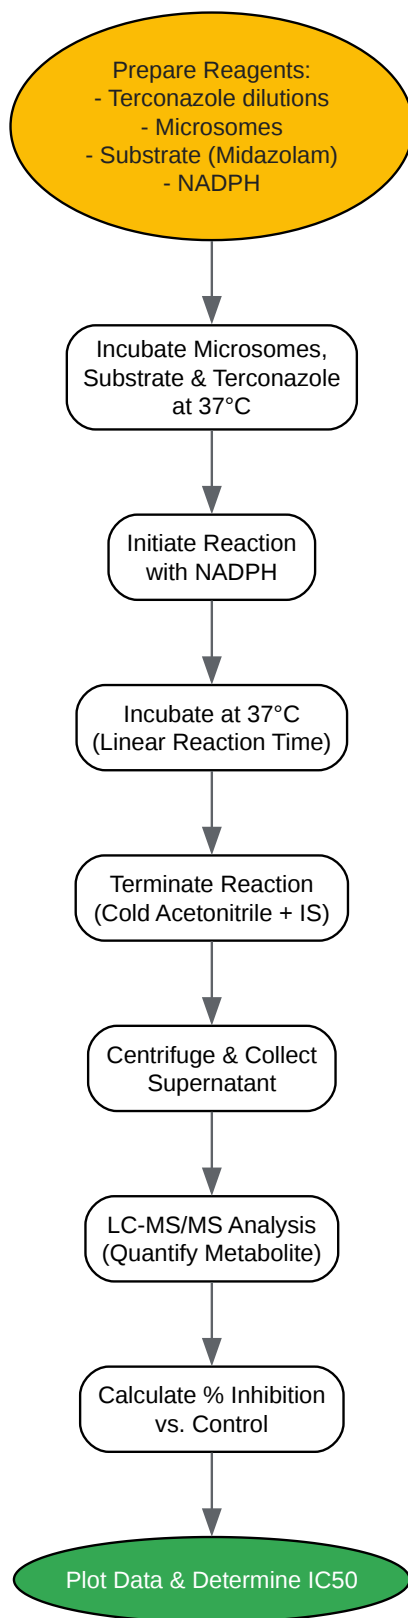 Prepare Reagents:
- Terconazole dilutions
- Microsomes
- Substrate (Midazolam)
- NADPH
Incubate Microsomes,
Substrate & Terconazole
at 37°C
Initiate Reaction
with NADPH
Incubate at 37°C
(Linear Reaction Time)
Terminate Reaction
(Cold Acetonitrile + IS)
Centrifuge & Collect
Supernatant
LC-MS/MS Analysis
(Quantify Metabolite)
Calculate % Inhibition
vs. Control
Plot Data & Determine IC50